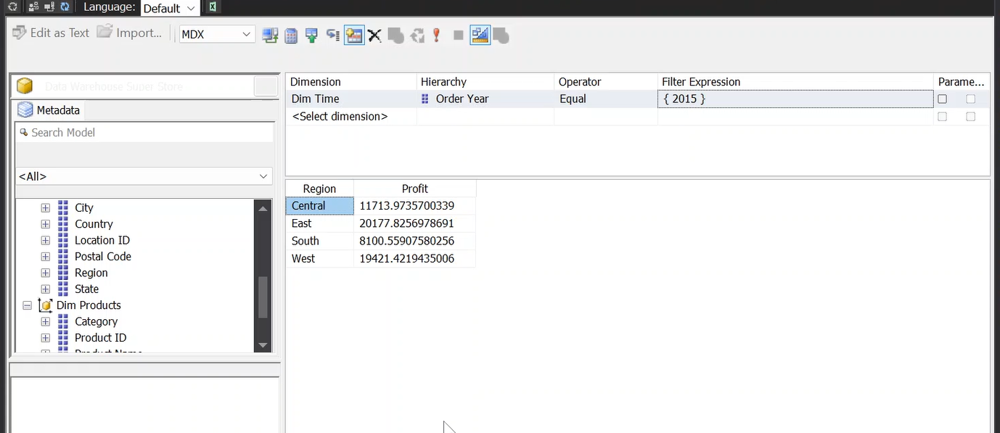 Language: Default
Edit as Text Import... MDX
Data Warehouse Super Store
Metadata
Search Model
<All>
City
Country
Location ID
Postal Code
Region
State
Dim Products
Category
Product ID
Product Name
Dimension Hierarchy Operator Filter Expression Parame...
Dim Time Order Year Equal { 2015 }
<Select dimension>
Region Profit
Central 11713.9735700339
East 20177.8256978691
South 8100.55907580256
West 19421.4219435006